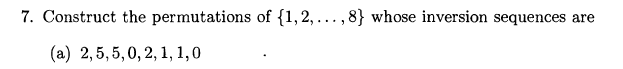 7. Construct the permutations of {1, 2, . . . , 8} whose inversion sequences are
(a) 2, 5, 5, 0, 2, 1, 1, 0